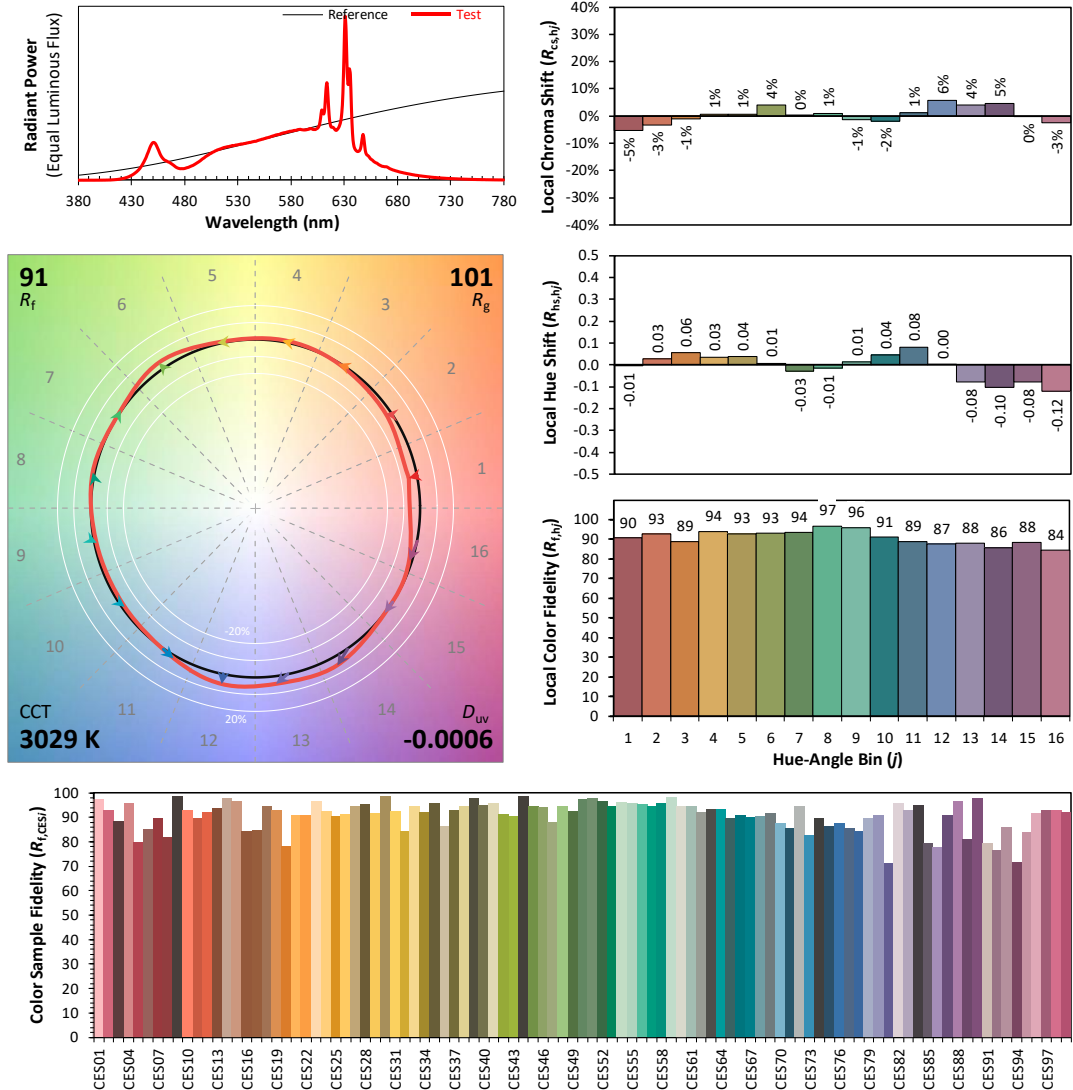 Reference
Test
Radiant Power
(Equal Luminous Flux)
380 430 480 530 580 630 680 730 780
Wavelength (nm)
Local Chroma Shift (Rcs,hj)
40%
30%
20%
10%
0%
-10%
-20%
-30%
-40%
-5% -3% -1% 1% 1% 4% 0% 1% -1% -2% 1% 6% 4% 5% 0% -3%
91
Rf
101
Rg
5 4
6 3
7 2
8 1
9 16
10 15
11 14
12 13
-20%
20%
CCT
3029 K
Duv
-0.0006
Local Hue Shift (Rhs,hj)
0.5
0.4
0.3
0.2
0.1
0.0
-0.1
-0.2
-0.3
-0.4
-0.5
-0.01 0.03 0.06 0.03 0.04 0.01 -0.03 -0.01 0.01 0.04 0.08 0.00 -0.08 -0.10 -0.08 -0.12
Local Color Fidelity (Rf,hj)
100
90
80
70
60
50
40
30
20
10
0
90 93 89 94 93 93 94 97 96 91 89 87 88 86 88 84
1 2 3 4 5 6 7 8 9 10 11 12 13 14 15 16
Hue-Angle Bin (j)
Color Sample Fidelity (Rf,CESi)
100
90
80
70
60
50
40
30
20
10
0
CES01 CES04 CES07 CES10 CES13 CES16 CES19 CES22 CES25 CES28 CES31 CES34 CES37 CES40 CES43 CES46 CES49 CES52 CES55 CES58 CES61 CES64 CES67 CES70 CES73 CES76 CES79 CES82 CES85 CES88 CES91 CES94 CES97